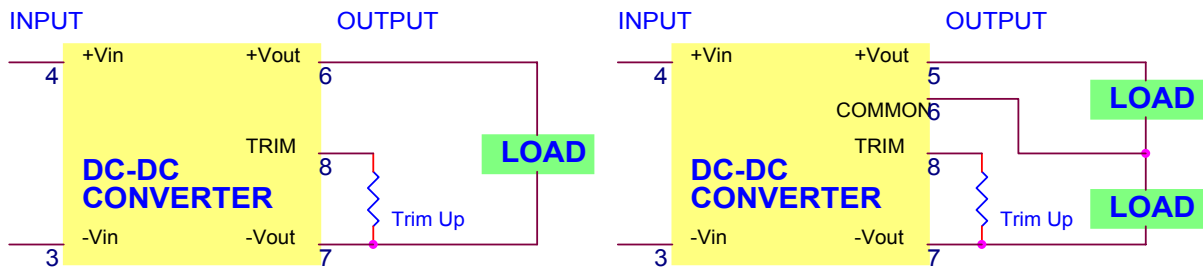 INPUT
OUTPUT
+Vin
+Vout
4
6
TRIM
8
LOAD
DC-DC
CONVERTER
Trim Up
-Vin
-Vout
3
7
INPUT
OUTPUT
+Vin
+Vout
4
5
COMMON
6
LOAD
TRIM
8
DC-DC
CONVERTER
LOAD
Trim Up
-Vin
-Vout
3
7